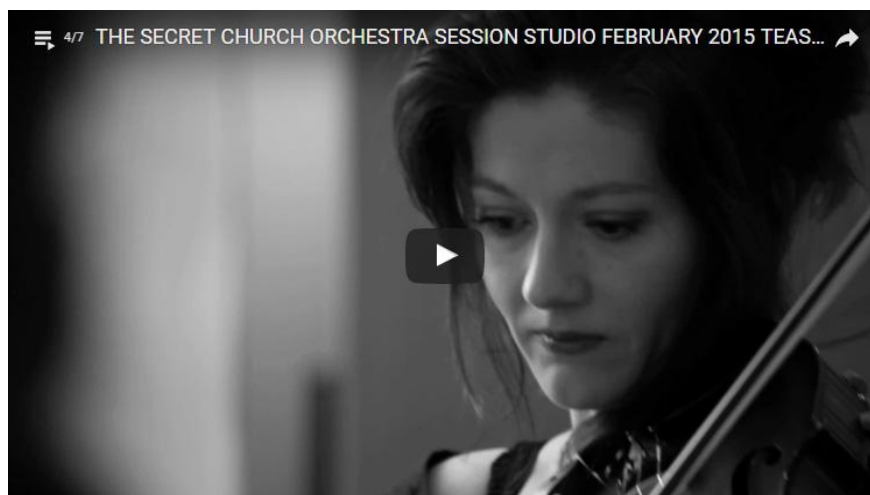 4/7 THE SECRET CHURCH ORCHESTRA SESSION STUDIO FEBRUARY 2015 TEAS...